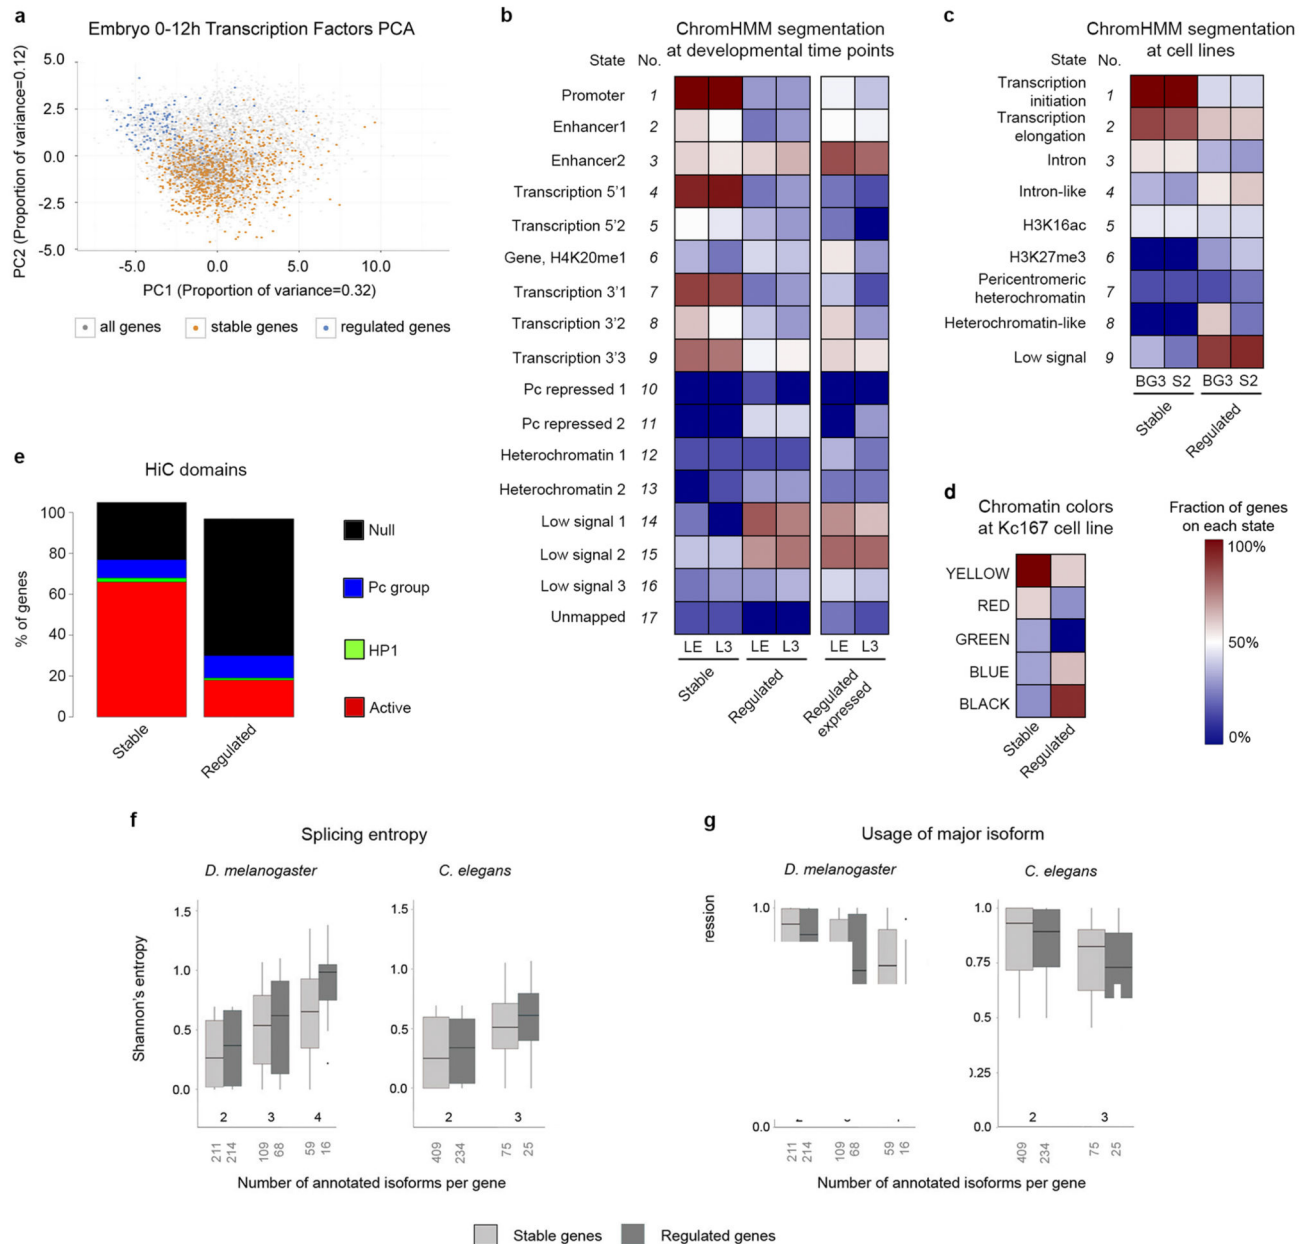 a
Embryo 0-12h Transcription Factors PCA
PC2 (Proportion of variance=0.12)
5.0
2.5
0.0
-2.5
-5.0
-5.0 0.0 5.0 10.0
PC1 (Proportion of variance=0.32)
all genes stable genes regulated genes
b
ChromHMM segmentation
at developmental time points
State No.
Promoter 1
Enhancer1 2
Enhancer2 3
Transcription 5'1 4
Transcription 5'2 5
Gene, H4K20me1 6
Transcription 3'1 7
Transcription 3'2 8
Transcription 3'3 9
Pc repressed 1 10
Pc repressed 2 11
Heterochromatin 1 12
Heterochromatin 2 13
Low signal 1 14
Low signal 2 15
Low signal 3 16
Unmapped 17
LE L3 LE L3 LE L3
Stable
Regulated
Regulated
expressed
c
ChromHMM segmentation
at cell lines
State No.
Transcription
initiation 1
Transcription
elongation 2
Intron 3
Intron-like 4
H3K16ac 5
H3K27me3 6
Pericentromeric
heterochromatin 7
Heterochromatin-like 8
Low signal 9
BG3 S2 BG3 S2
Stable
Regulated
d
Chromatin colors
at Kc167 cell line
YELLOW
RED
GREEN
BLUE
BLACK
Stable
Regulated
Fraction of genes
on each state
100%
50%
0%
e
HiC domains
% of genes
100
80
60
40
20
0
Stable
Regulated
Null
Pc group
HP1
Active
f
Splicing entropy
D. melanogaster
C. elegans
Shannon's entropy
1.5
1.0
0.5
0.0
2 3 4
211 214 109 68 59 16
1.5
1.0
0.5
0.0
2 3
409 234 75 25
Number of annotated isoforms per gene
g
Usage of major isoform
D. melanogaster
C. elegans
ression
1.0
0.0
211 214 109 68 59 16
1.0
0.75
0.5
0.0
2 3
409 234 75 25
Number of annotated isoforms per gene
Stable genes Regulated genes